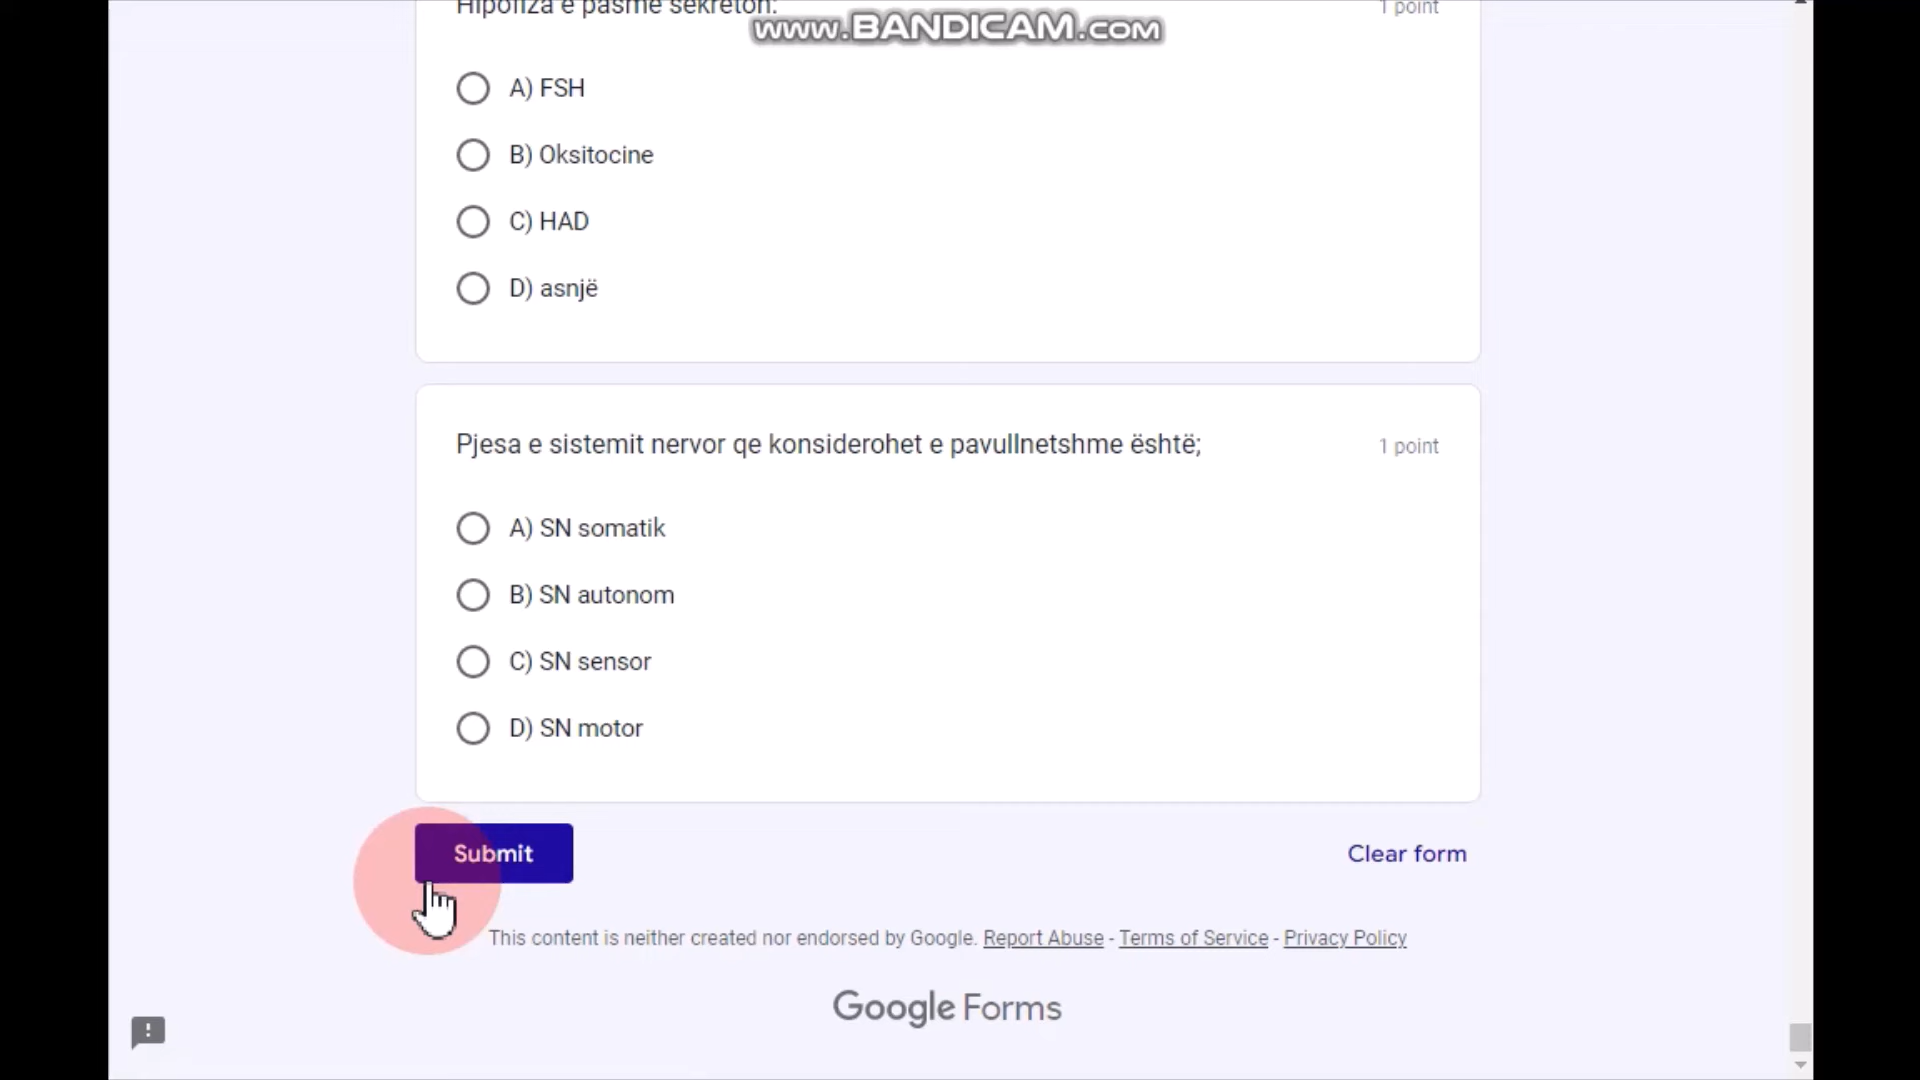 Hipofiza e pasme sekreton:
1 point
www.BANDICAM.com
A) FSH
B) Oksitocine
C) HAD
D) asnjë
Pjesa e sistemit nervor qe konsiderohet e pavullnetshme është;
1 point
A) SN somatik
B) SN autonom
C) SN sensor
D) SN motor
Submit
Clear form
This content is neither created nor endorsed by Google. Report Abuse - Terms of Service - Privacy Policy
Google Forms